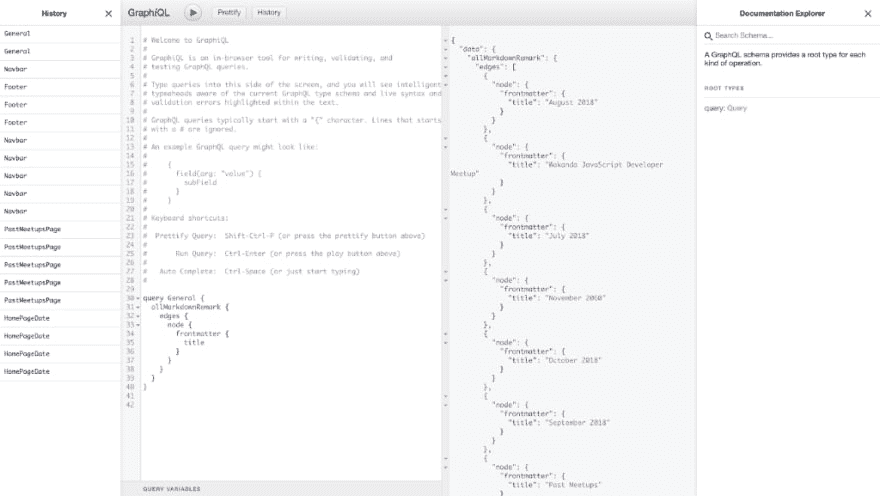 History
General
General
Navbar
Footer
Footer
Footer
Navbar
Navbar
Navbar
Navbar
Navbar
PastMeetupsPage
PastMeetupsPage
PastMeetupsPage
PastMeetupsPage
PastMeetupsPage
HomePageDate
HomePageDate
HomePageDate
HomePageDate
GraphiQL
Prettify
History
1 # Welcome to GraphiQL
2 #
3 # GraphiQL is an in-browser tool for writing, validating, and
4 # testing GraphQL queries.
5 #
6 # Type queries into this side of the screen, and you will see intelligent
7 # typeaheads aware of the current GraphQL type schema and live syntax and
8 # validation errors highlighted within the text.
9 #
10 # GraphQL queries typically start with a "{" character. Lines that starts
11 # with a # are ignored.
12 #
13 # An example GraphQL query might look like:
14 #
15 #     {
16 #       field(arg: "value") {
17 #         subField
18 #       }
19 #     }
20 #
21 # Keyboard shortcuts:
22 #
23 #  Prettify Query:  Shift-Ctrl-P (or press the prettify button above)
24 #
25 #       Run Query:  Ctrl-Enter (or press the play button above)
26 #
27 #   Auto Complete:  Ctrl-Space (or just start typing)
28 #
29
30 query General {
31   allMarkdownRemark {
32     edges {
33       node {
34         frontmatter {
35           title
36         }
37       }
38     }
39   }
40 }
41
42
QUERY VARIABLES
{
  "data": {
    "allMarkdownRemark": {
      "edges": [
        {
          "node": {
            "frontmatter": {
              "title": "August 2018"
            }
          }
        },
        {
          "node": {
            "frontmatter": {
              "title": "Wakanda JavaScript Developer
Meetup"
            }
          }
        },
        {
          "node": {
            "frontmatter": {
              "title": "July 2018"
            }
          }
        },
        {
          "node": {
            "frontmatter": {
              "title": "November 2000"
            }
          }
        },
        {
          "node": {
            "frontmatter": {
              "title": "October 2018"
            }
          }
        },
        {
          "node": {
            "frontmatter": {
              "title": "September 2018"
            }
          }
        },
        {
          "node": {
            "frontmatter": {
              "title": "Past Meetups"
            }
Documentation Explorer
Search Schema...
A GraphQL schema provides a root type for each
kind of operation.
ROOT TYPES
query: Query